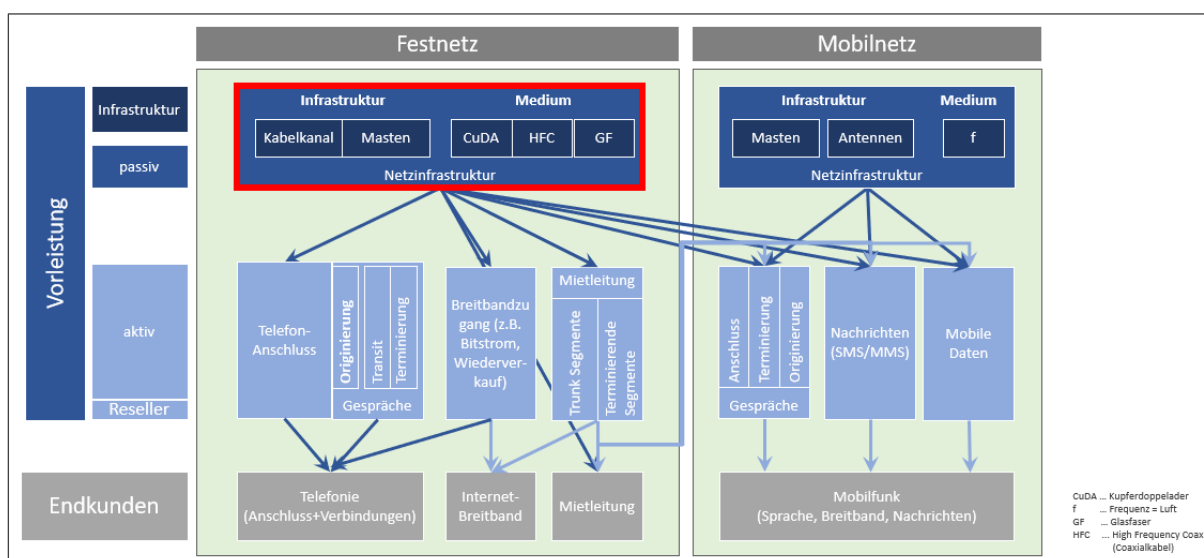 Festnetz
Mobilnetz
Vorleistung
Infrastruktur
passiv
aktiv
Reseller
Endkunden
Infrastruktur
Medium
Kabelkanal
Masten
CuDA
HFC
GF
Netzinfrastruktur
Infrastruktur
Medium
Masten
Antennen
f
Netzinfrastruktur
Telefon-
Anschluss
Originierung
Transit
Terminierung
Gespräche
Breitbandzu
gang (z.B.
Bitstrom,
Wiederver-
kauf)
Mietleitung
Trunk Segmente
Terminierende
Segmente
Anschluss
Terminierung
Originierung
Gespräche
Nachrichten
(SMS/MMS)
Mobile
Daten
Telefonie
(Anschluss+Verbindungen)
Internet-
Breitband
Mietleitung
Mobilfunk
(Sprache, Breitband, Nachrichten)
CuDA ... Kupferdoppelader
f ... Frequenz = Luft
GF ... Glasfaser
HFC ... High Frequency Coax
(Coaxialkabel)